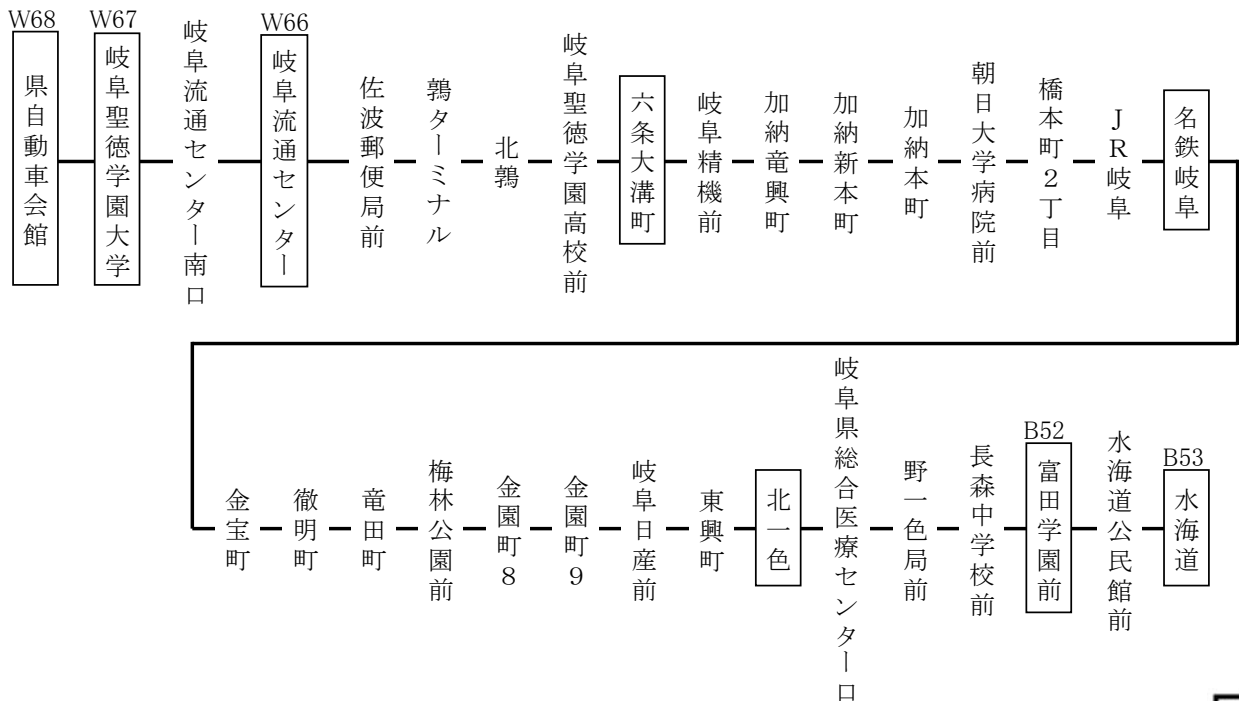 W68
県自動車会館
W67
岐阜聖徳学園大学
岐阜流通センター南口
W66
岐阜流通センター
佐波郵便局前
鶉ターミナル
北鶉
岐阜聖徳学園高校前
六条大溝町
岐阜精機前
加納竜興町
加納新本町
加納本町
朝日大学病院前
橋本町2丁目
JR岐阜
名鉄岐阜
金宝町
徹明町
竜田町
梅林公園前
金園町8
金園町9
岐阜日産前
東興町
北一色
岐阜県総合医療センター口
野一色局前
長森中学校前
B52
富田学園前
水海道公民館前
B53
水海道